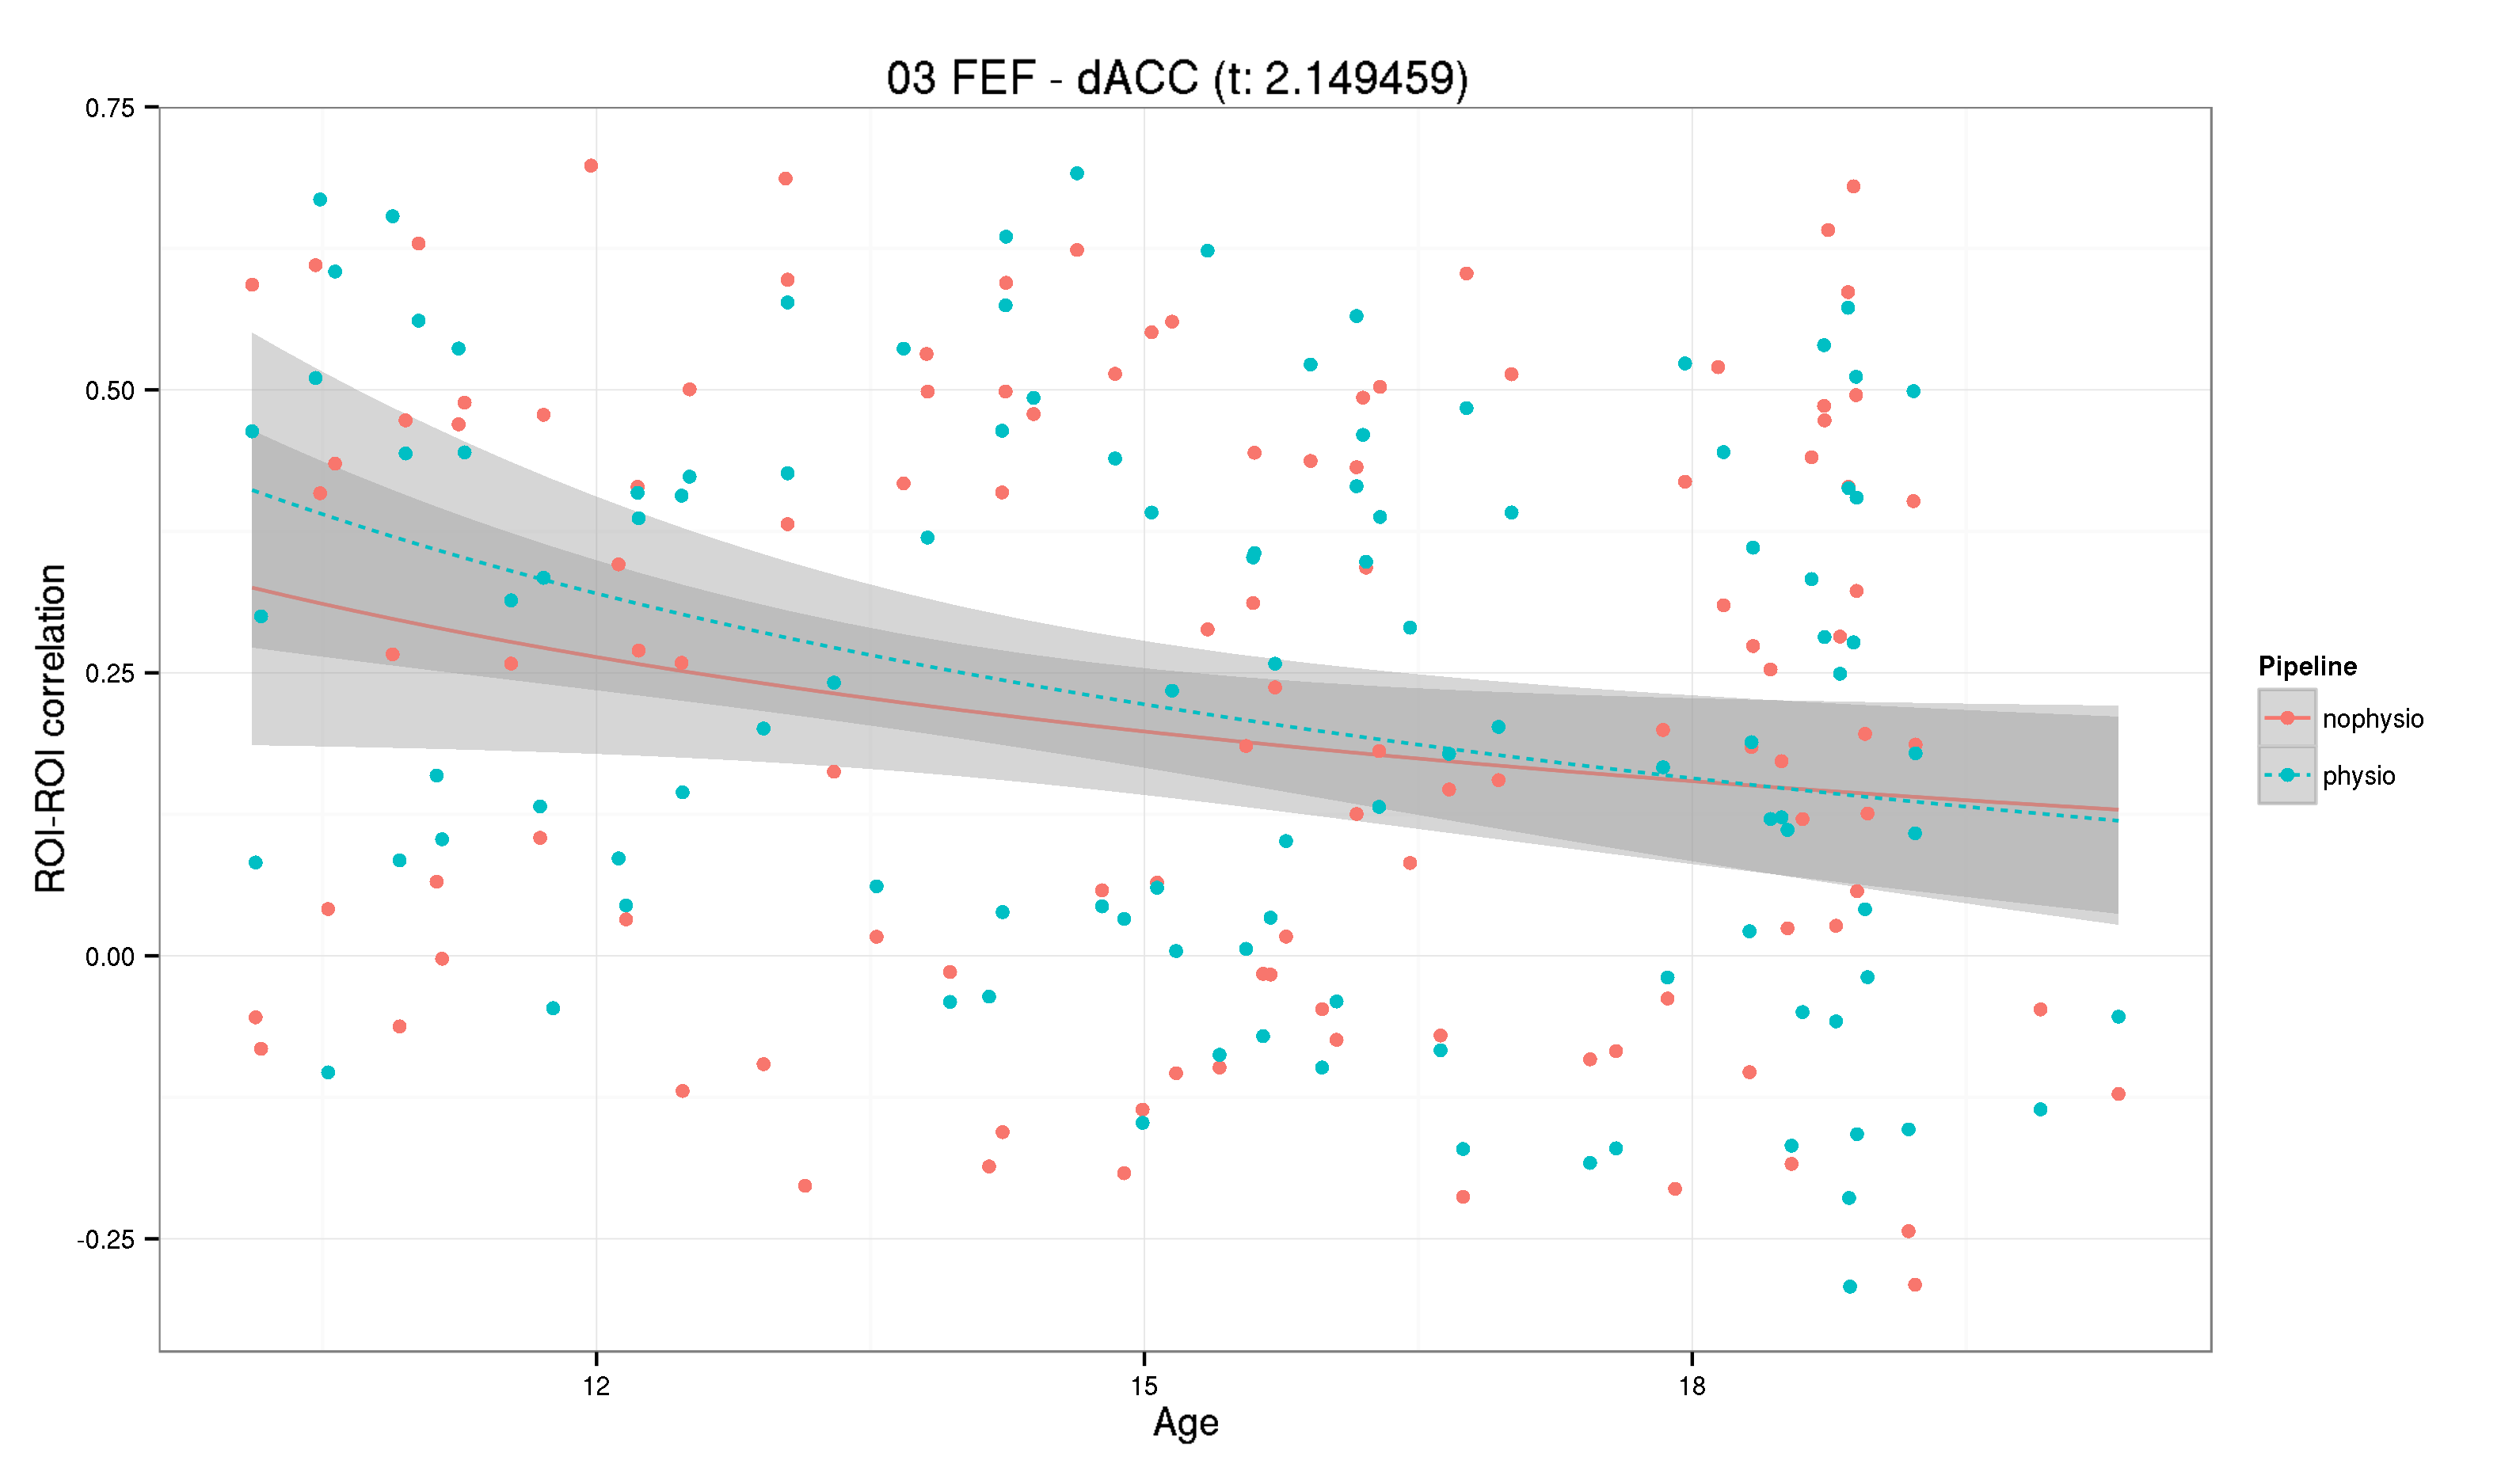 03 FEF - dACC (t: 2.149459)
0.75
0.50
0.25
0.00
-0.25
ROI-ROI correlation
12
15
18
Age
Pipeline
nophysio
physio